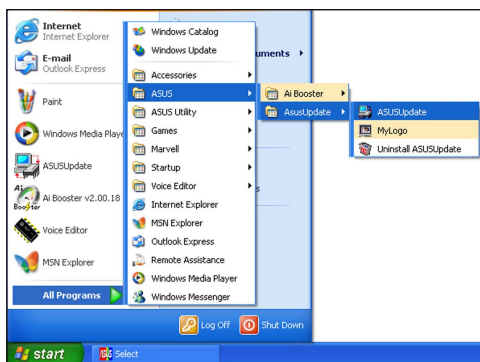 Internet
Internet Explorer
E-mail
Outlook Express
Paint
Windows Media Playe
ASUSUpdate
Ai Booster v2.00.18
Voice Editor
MSN Explorer
All Programs
Windows Catalog
Windows Update
Accessories
ASUS
ASUS Utility
Games
Marvell
Startup
Voice Editor
Internet Explorer
MSN Explorer
Outlook Express
Remote Assistance
Windows Media Player
Windows Messenger
uments
s
Ai Booster
AsusUpdate
ASUSUpdate
MyLogo
Uninstall ASUSUpdate
Log Off
Shut Down
start
Select